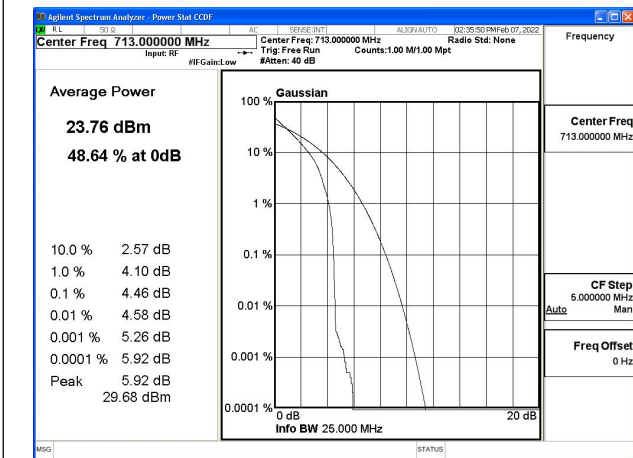 Agilent Spectrum Analyzer - Power Stat CCDF
RL 50 Ω AC SENSE:INT ALIGNAUTO 02:35:50 PM Feb 07, 2022
Center Freq 713.000000 MHz
Input: RF
#IFGain:Low
Center Freq: 713.000000 MHz
Trig: Free Run
Counts:1.00 M/1.00 Mpt
#Atten: 40 dB
Radio Std: None
Frequency
Average Power
23.76 dBm
48.64 % at 0dB
10.0 % 2.57 dB
1.0 % 4.10 dB
0.1 % 4.46 dB
0.01 % 4.58 dB
0.001 % 5.26 dB
0.0001 % 5.92 dB
Peak 5.92 dB
29.68 dBm
Gaussian
100 %
10 %
1 %
0.1 %
0.01 %
0.001 %
0.0001 %
0 dB 20 dB
Info BW 25.000 MHz
Center Freq
713.000000 MHz
CF Step
5.000000 MHz
Auto Man
Freq Offset
0 Hz
MSG STATUS